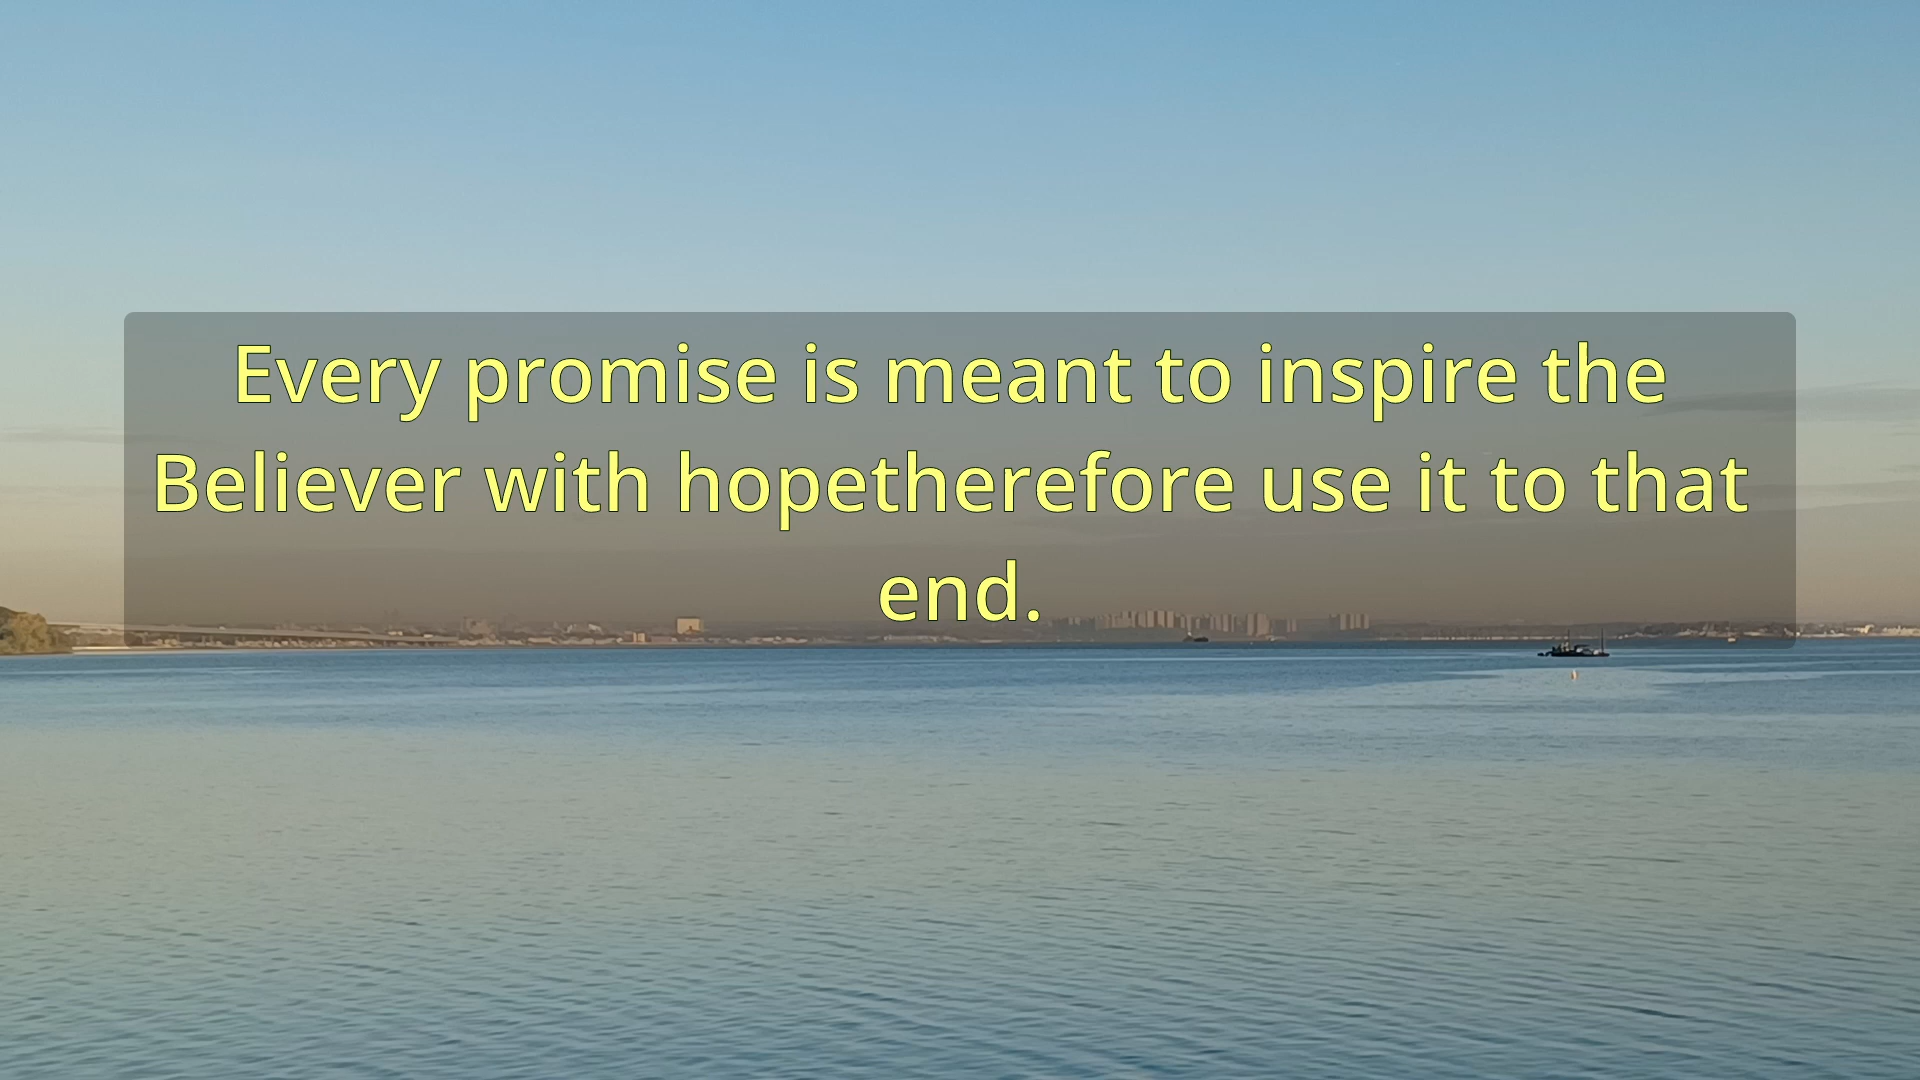 Every promise is meant to inspire the
Believer with hopetherefore use it to that
end.